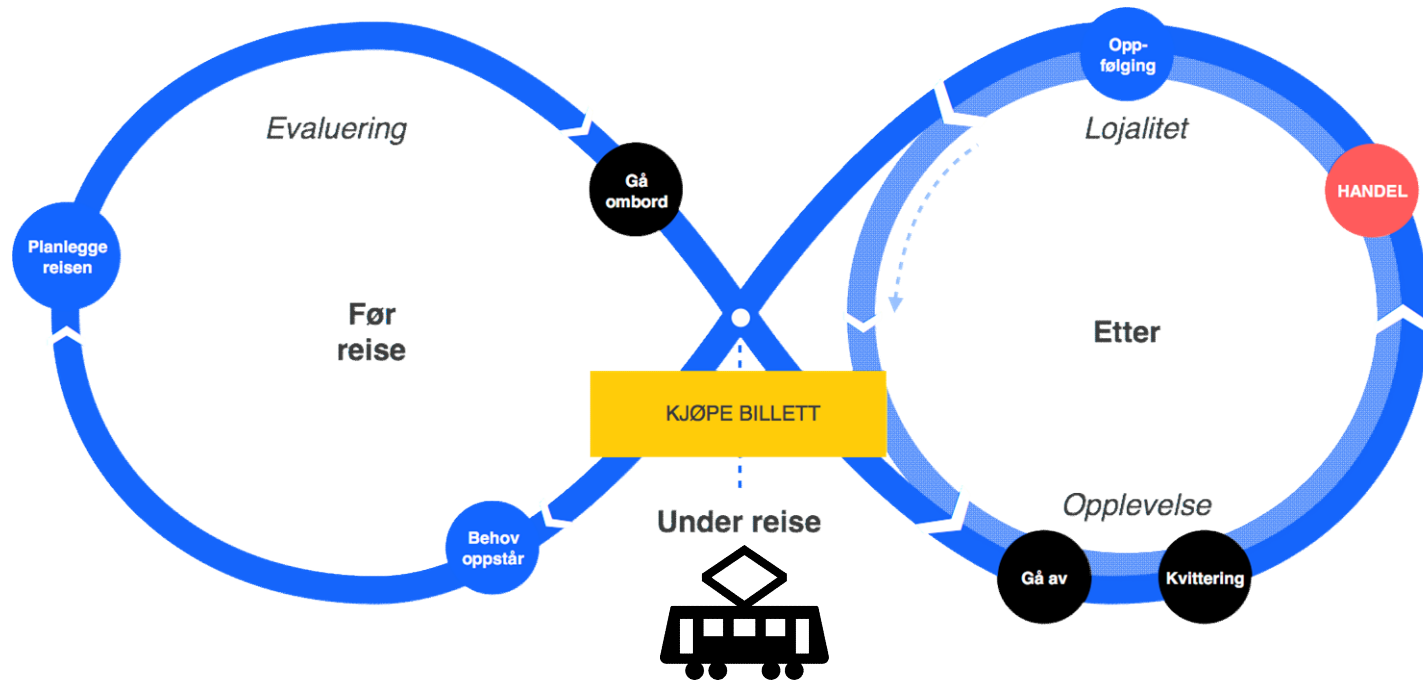 Evaluering
Gå
ombord
Planlegge
reisen
Før
reise
Behov
oppstår
KJØPE BILLETT
Under reise
Opp-
følging
Lojalitet
HANDEL
Etter
Opplevelse
Gå av
Kvittering